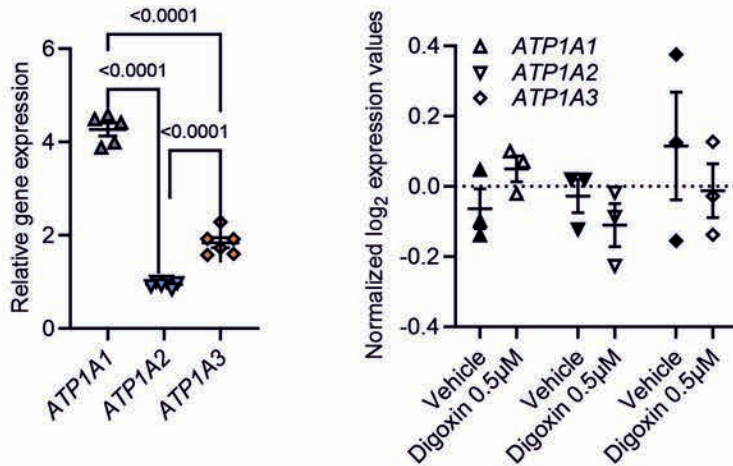 <0.0001
<0.0001
<0.0001
Relative gene expression
6
4
2
0
ATP1A1
ATP1A2
ATP1A3
Normalized log2 expression values
0.4
0.2
0.0
-0.2
-0.4
ATP1A1
ATP1A2
ATP1A3
Vehicle
Digoxin 0.5µM
Vehicle
Digoxin 0.5µM
Vehicle
Digoxin 0.5µM